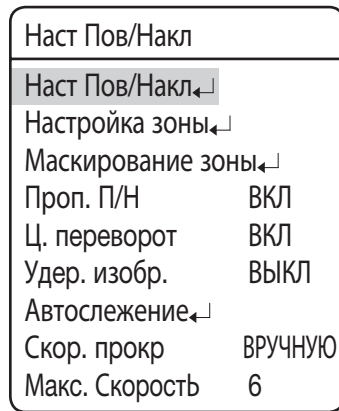 Наст Пов/Накл
Наст Пов/Накл↵
Настройка зоны↵
Маскирование зоны↵
Проп. П/Н ВКЛ
Ц. переворот ВКЛ
Удер. изобр. ВЫКЛ
Автослежение↵
Скор. прокр ВРУЧНУЮ
Макс. СкоростЬ 6